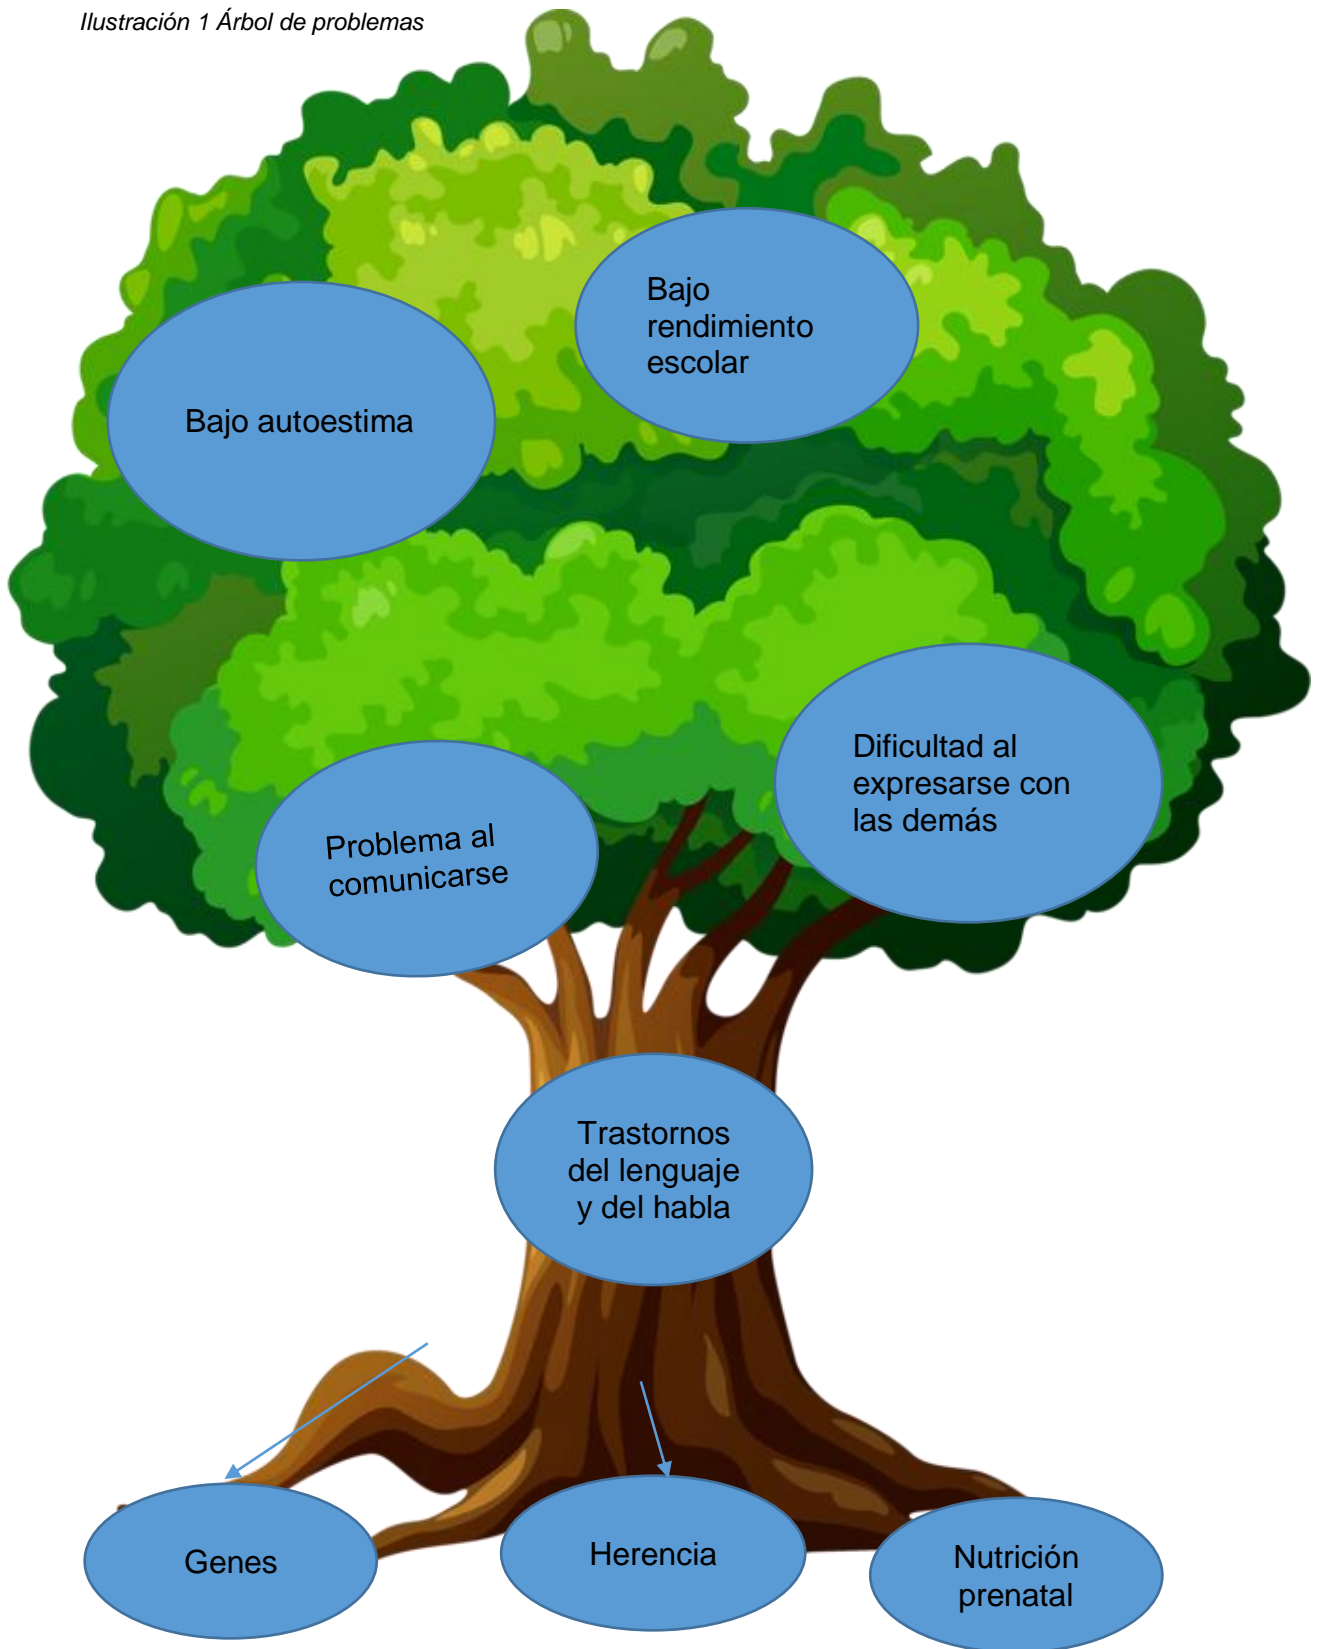 Ilustración 1 Árbol de problemas
Bajo
rendimiento
escolar
Bajo autoestima
Dificultad al
expresarse con
las demás
Problema al
comunicarse
Trastornos
del lenguaje
y del habla
Genes
Herencia
Nutrición
prenatal